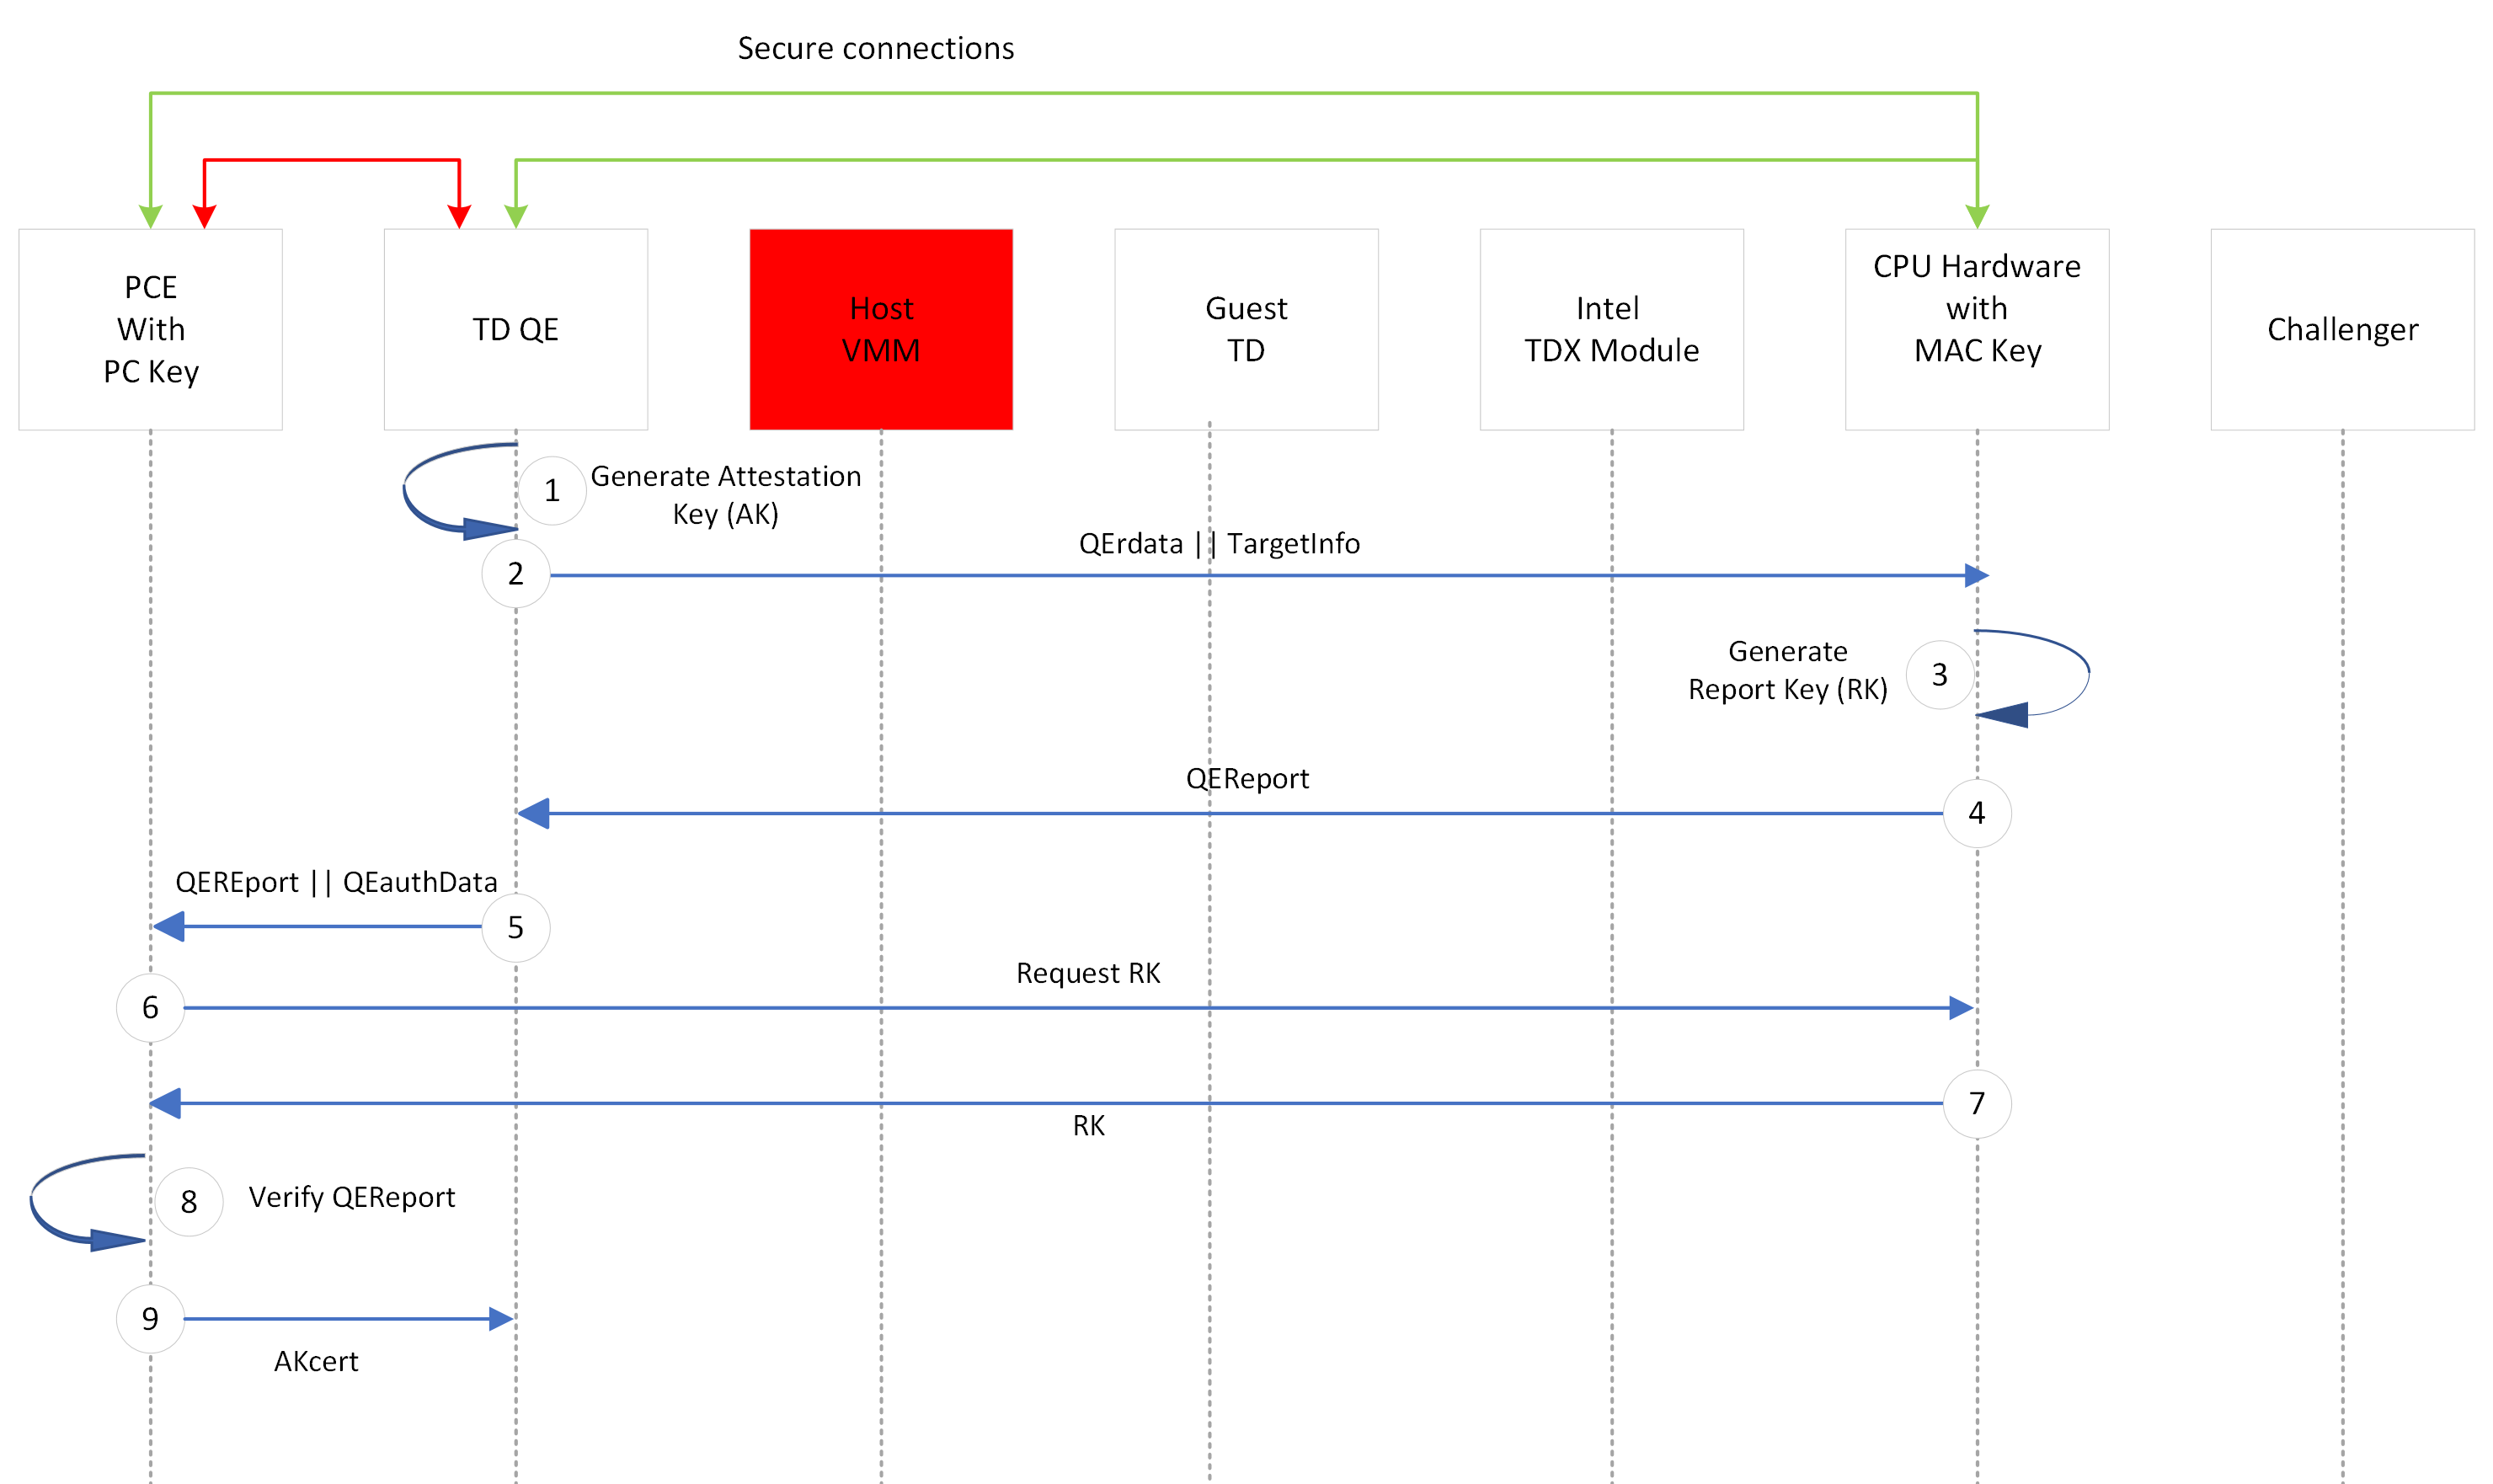 Secure connections
PCE
With
PC Key
TD QE
Host
VMM
Guest
TD
Intel
TDX Module
CPU Hardware
with
MAC Key
Challenger
1
Generate Attestation
Key (AK)
2
QErdata || TargetInfo
3
Generate
Report Key (RK)
4
QEReport
5
QEREport || QEauthData
6
Request RK
7
RK
8
Verify QEReport
9
AKcert